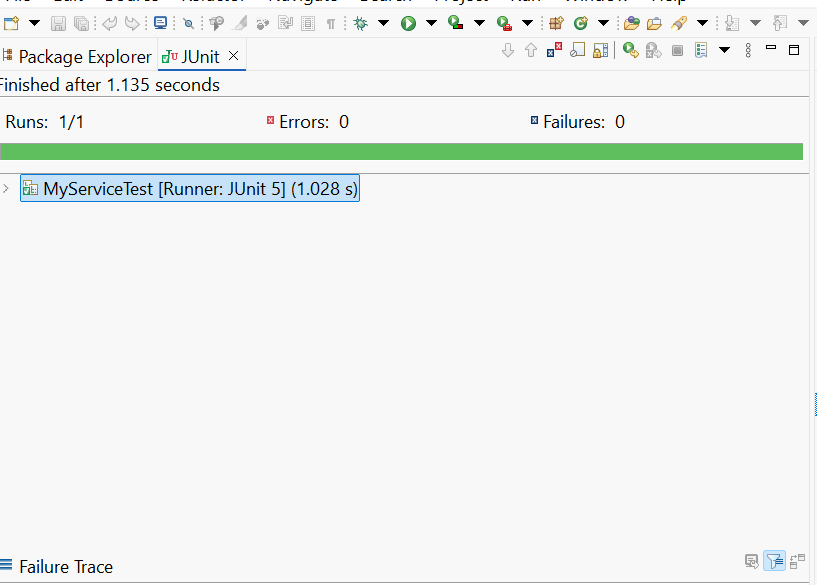 Package Explorer JUnit
Finished after 1.135 seconds
Runs: 1/1 Errors: 0 Failures: 0
MyServiceTest [Runner: JUnit 5] (1.028 s)
Failure Trace